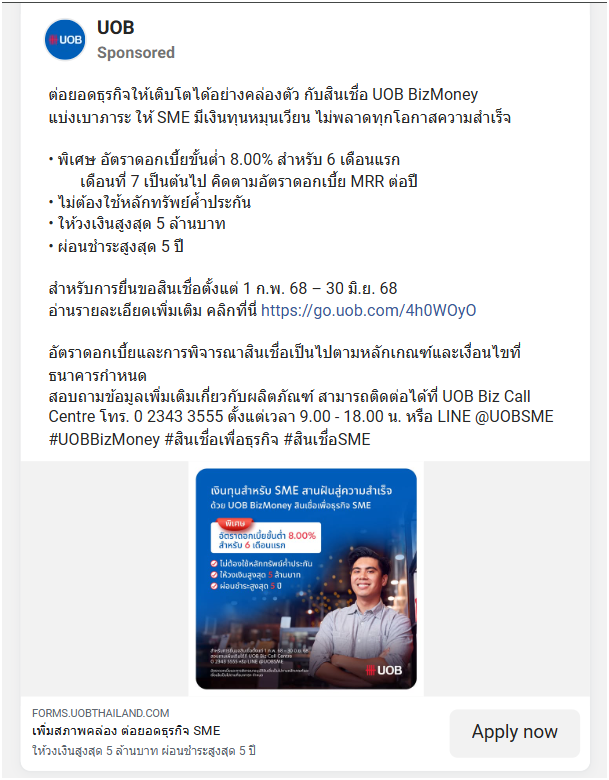 UOB
UOB
Sponsored
ต่อยอดธุรกิจให้เติบโตได้อย่างคล่องตัว กับสินเชื่อ UOB BizMoney
แบ่งเบาภาระ ให้ SME มีเงินทุนหมุนเวียน ไม่พลาดทุกโอกาสความสำเร็จ
• พิเศษ อัตราดอกเบี้ยขั้นต่ำ 8.00% สำหรับ 6 เดือนแรก
เดือนที่ 7 เป็นต้นไป คิดตามอัตราดอกเบี้ย MRR ต่อปี
• ไม่ต้องใช้หลักทรัพย์ค้ำประกัน
• ให้วงเงินสูงสุด 5 ล้านบาท
• ผ่อนชำระสูงสุด 5 ปี
สำหรับการยื่นขอสินเชื่อตั้งแต่ 1 ก.พ. 68 – 30 มิ.ย. 68
อ่านรายละเอียดเพิ่มเติม คลิกที่นี่ https://go.uob.com/4h0WOyO
อัตราดอกเบี้ยและการพิจารณาสินเชื่อเป็นไปตามหลักเกณฑ์และเงื่อนไขที่
ธนาคารกำหนด
สอบถามข้อมูลเพิ่มเติมเกี่ยวกับผลิตภัณฑ์ สามารถติดต่อได้ที่ UOB Biz Call
Centre โทร. 0 2343 3555 ตั้งแต่เวลา 9.00 - 18.00 น. หรือ LINE @UOBSME
#UOBBizMoney #สินเชื่อเพื่อธุรกิจ #สินเชื่อSME
เงินทุนสำหรับ SME สานฝันสู่ความสำเร็จ
ด้วย UOB BizMoney สินเชื่อเพื่อธุรกิจ SME
พิเศษ
อัตราดอกเบี้ยขั้นต่ำ 8.00%
สำหรับ 6 เดือนแรก
ไม่ต้องใช้หลักทรัพย์ค้ำประกัน
ให้วงเงินสูงสุด 5 ล้านบาท
ผ่อนชำระสูงสุด 5 ปี
0 2343 3555 หรือ LINE @UOBSME
UOB
FORMS.UOBTHAILAND.COM
เพิ่มสภาพคล่อง ต่อยอดธุรกิจ SME
ให้วงเงินสูงสุด 5 ล้านบาท ผ่อนชำระสูงสุด 5 ปี
Apply now